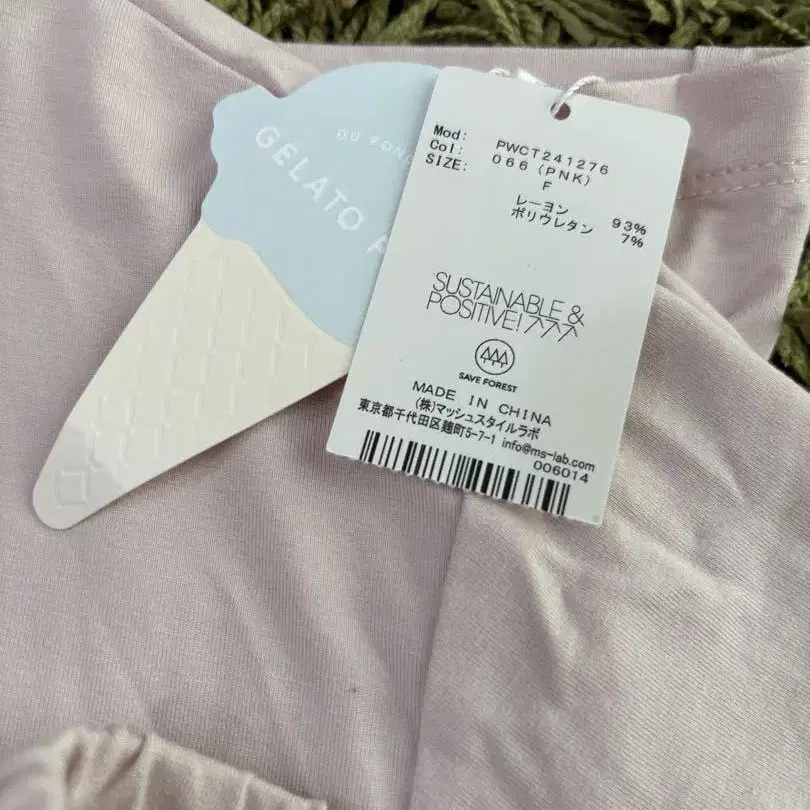 DU FOND
GELATO P
Mod: PWCT241276
Col: 066 (PNK)
SIZE: F
レーヨン 93%
ポリウレタン 7%
SUSTAINABLE &
POSITIVE!
SAVE FOREST
MADE IN CHINA
(株)マッシュスタイルラボ
東京都千代田区麹町5-7-1 info@ms-lab.com
006014